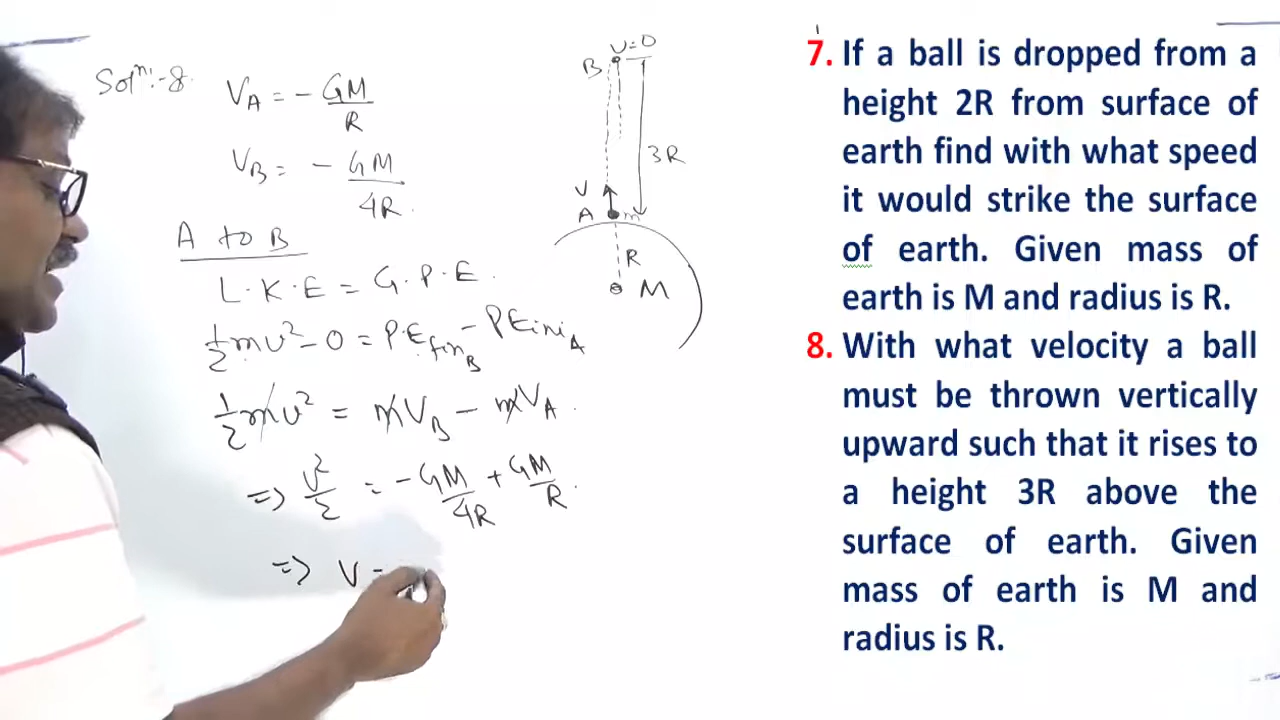 Solⁿ:-8.
V_A = - GM/R
V_B = - GM/4R.
A to B
L.K.E = G.P.E.
1/2 mv² - 0 = P.E_fin_B - PE_ini_A
1/2 mv² = mV_B - mV_A.
=> v²/2 = - GM/4R + GM/R.
=> V =
v=0
B
3R
V
A m
R
M
7. If a ball is dropped from a
height 2R from surface of
earth find with what speed
it would strike the surface
of earth. Given mass of
earth is M and radius is R.
8. With what velocity a ball
must be thrown vertically
upward such that it rises to
a height 3R above the
surface of earth. Given
mass of earth is M and
radius is R.